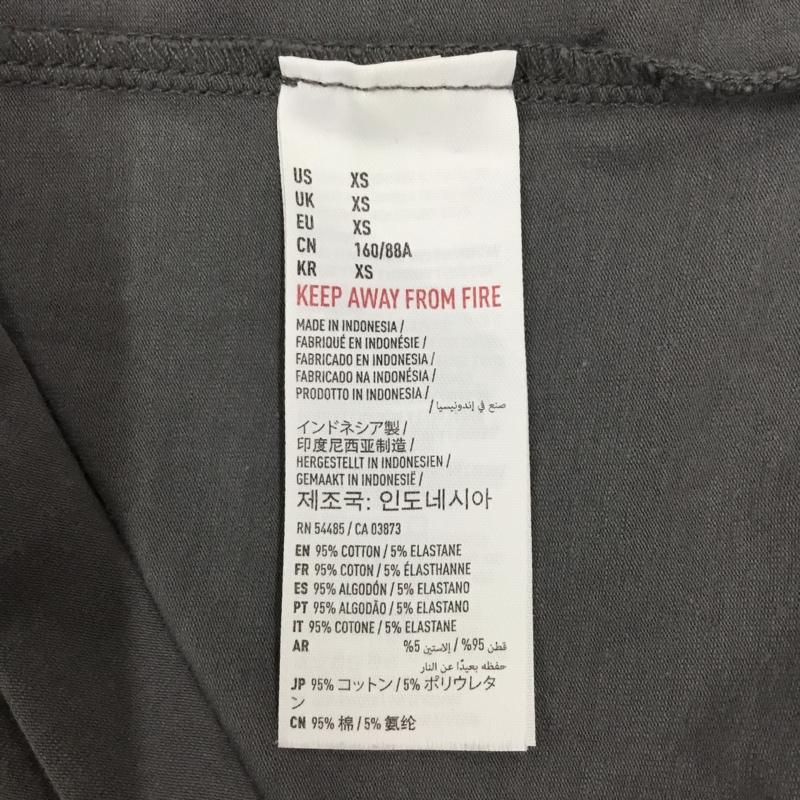 US XS
UK XS
EU XS
CN 160/88A
KR XS
KEEP AWAY FROM FIRE
MADE IN INDONESIA /
FABRIQUÉ EN INDONÉSIE /
FABRICADO EN INDONESIA /
FABRICADO NA INDONÉSIA /
PRODOTTO IN INDONESIA /
صنع في إندونيسيا /
インドネシア製 /
印度尼西亚制造 /
HERGESTELLT IN INDONESIEN /
GEMAAKT IN INDONESIË /
제조국: 인도네시아
RN 54485 / CA 03873
EN 95% COTTON / 5% ELASTANE
FR 95% COTON / 5% ÉLASTHANNE
ES 95% ALGODÓN / 5% ELASTANO
PT 95% ALGODÃO / 5% ELASTANO
IT 95% COTONE / 5% ELASTANE
AR قطن 95% / إلاستين 5%
حفظه بعيدًا عن النار
JP 95% コットン / 5% ポリウレタ
ン
CN 95% 棉 / 5% 氨纶